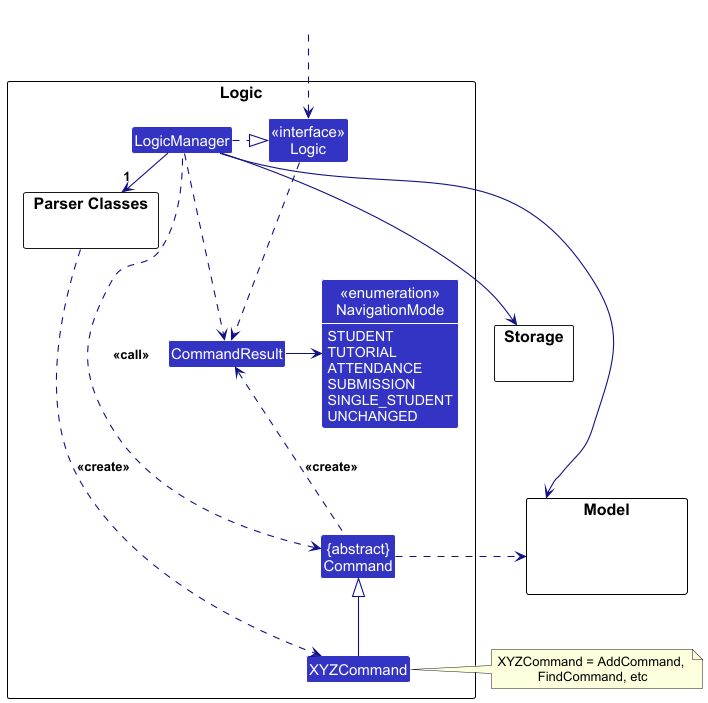 Logic
LogicManager
«interface»
Logic
1
Parser Classes
«enumeration»
NavigationMode
STUDENT
TUTORIAL
ATTENDANCE
SUBMISSION
SINGLE_STUDENT
UNCHANGED
Storage
«call»
CommandResult
«create»
«create»
Model
{abstract}
Command
XYZCommand
XYZCommand = AddCommand,
FindCommand, etc